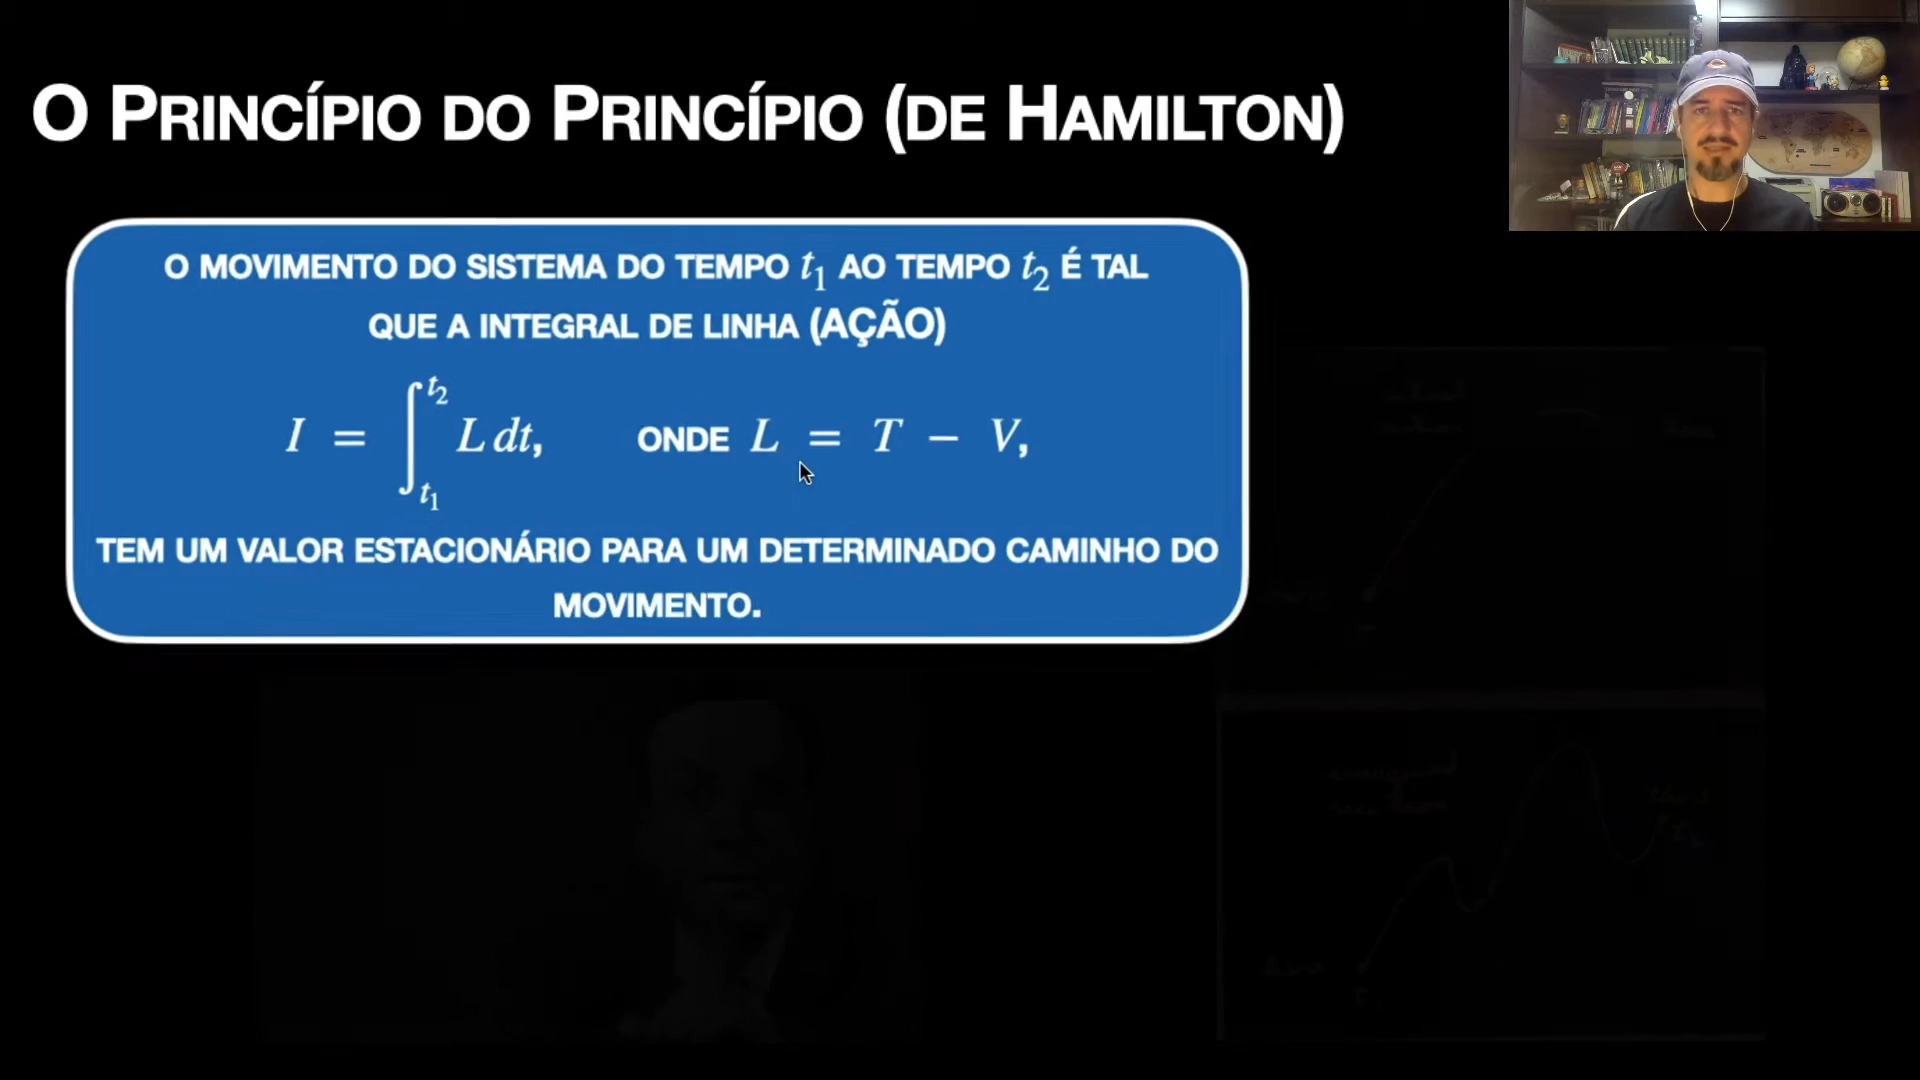 O PRINCÍPIO DO PRINCÍPIO (DE HAMILTON)
O MOVIMENTO DO SISTEMA DO TEMPO t₁ AO TEMPO t₂ É TAL
QUE A INTEGRAL DE LINHA (AÇÃO)
I = ∫_{t₁}^{t₂} L dt, ONDE L = T − V,
TEM UM VALOR ESTACIONÁRIO PARA UM DETERMINADO CAMINHO DO
MOVIMENTO.